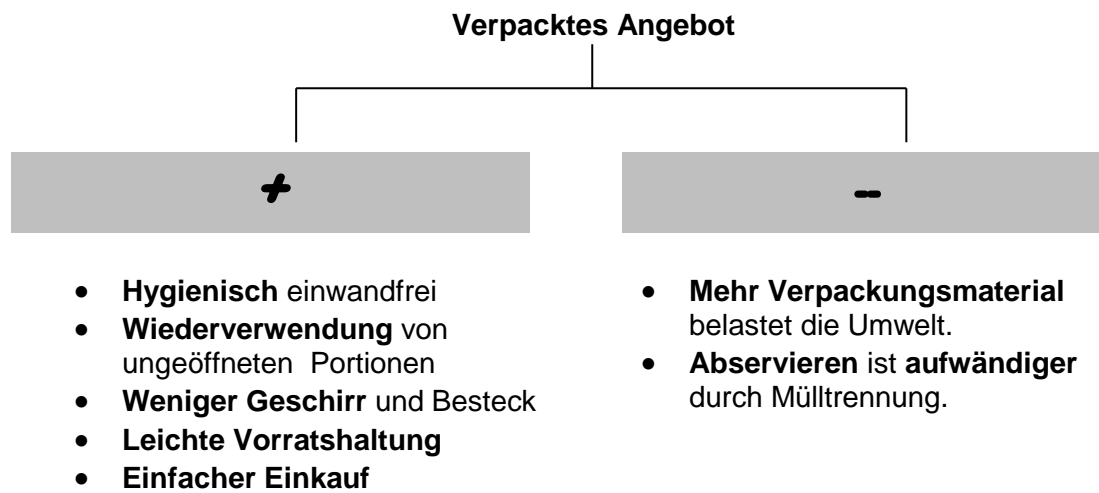 Verpacktes Angebot
+
--
• Hygienisch einwandfrei
• Wiederverwendung von
ungeöffneten Portionen
• Weniger Geschirr und Besteck
• Leichte Vorratshaltung
• Einfacher Einkauf
• Mehr Verpackungsmaterial
belastet die Umwelt.
• Abservieren ist aufwändiger
durch Mülltrennung.